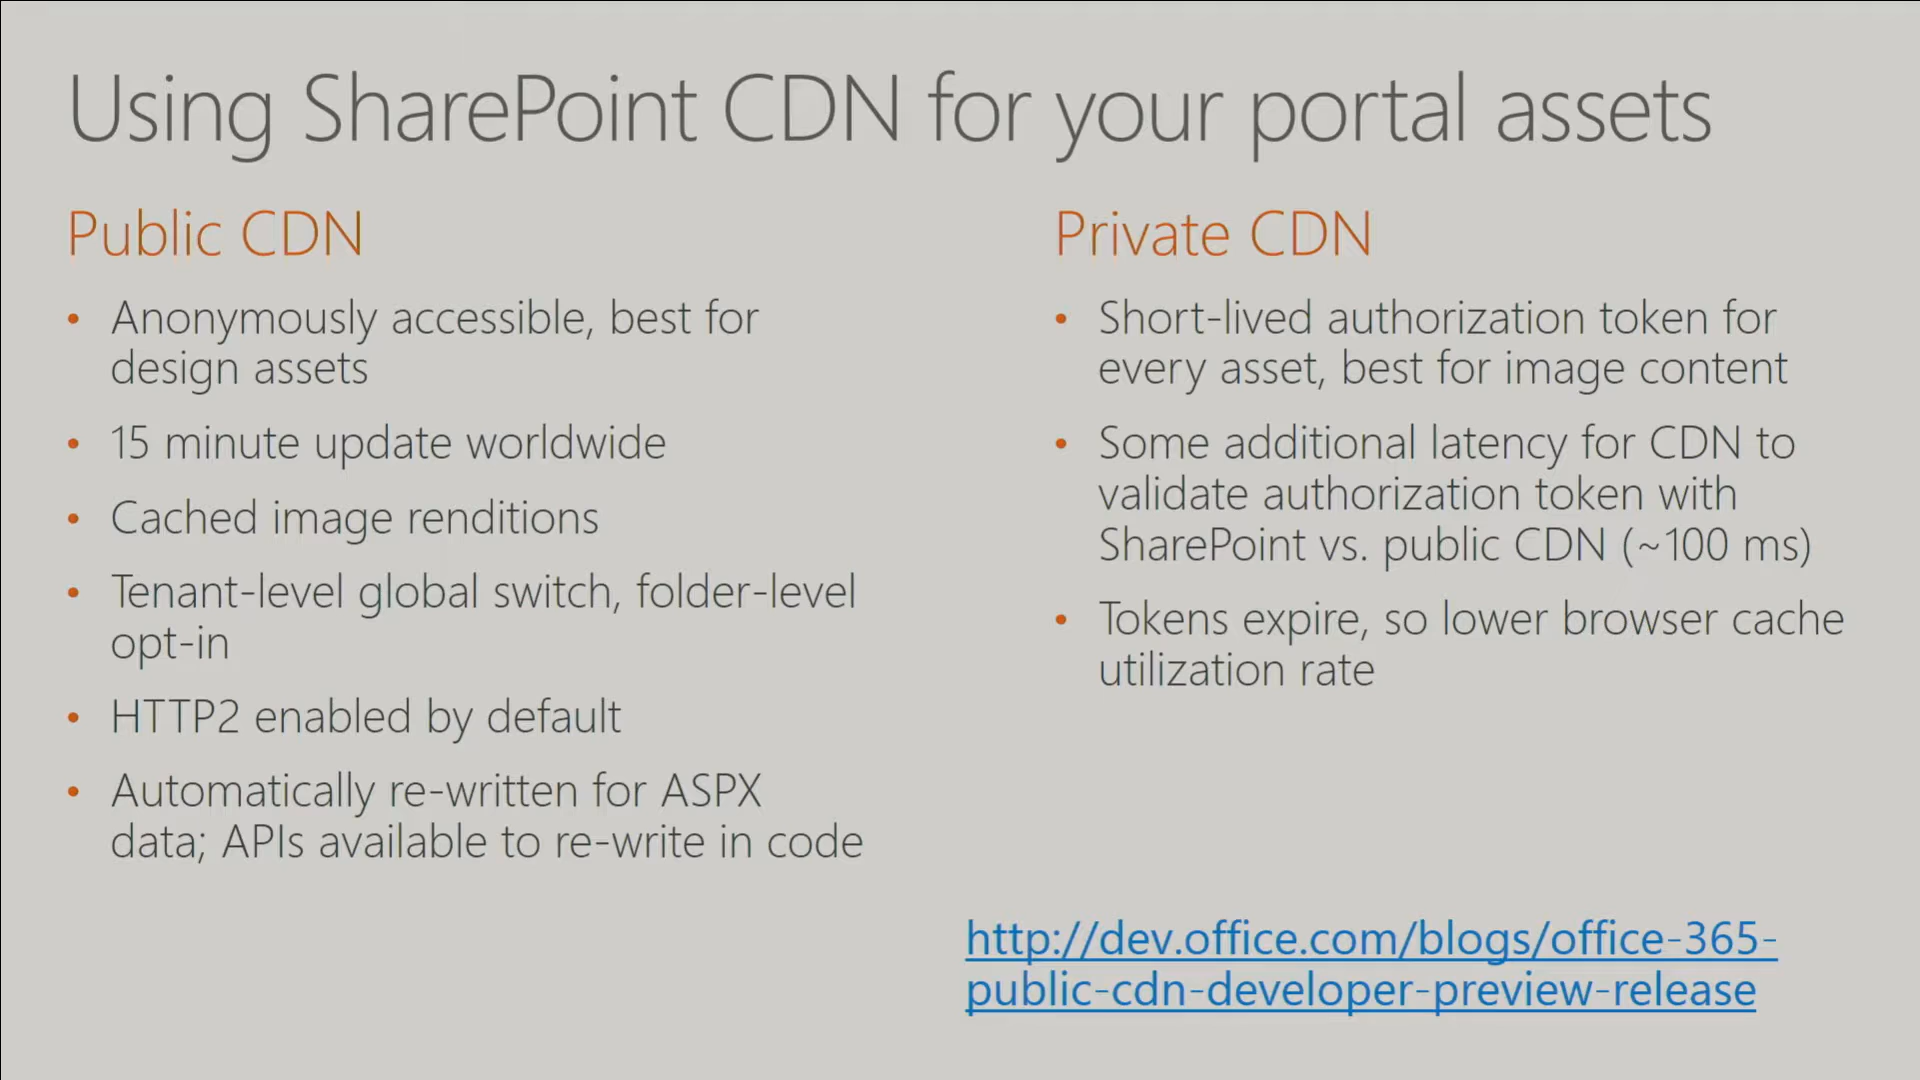 Using SharePoint CDN for your portal assets
Public CDN
• Anonymously accessible, best for
design assets
• 15 minute update worldwide
• Cached image renditions
• Tenant-level global switch, folder-level
opt-in
• HTTP2 enabled by default
• Automatically re-written for ASPX
data; APIs available to re-write in code
Private CDN
• Short-lived authorization token for
every asset, best for image content
• Some additional latency for CDN to
validate authorization token with
SharePoint vs. public CDN (~100 ms)
• Tokens expire, so lower browser cache
utilization rate
http://dev.office.com/blogs/office-365-
public-cdn-developer-preview-release